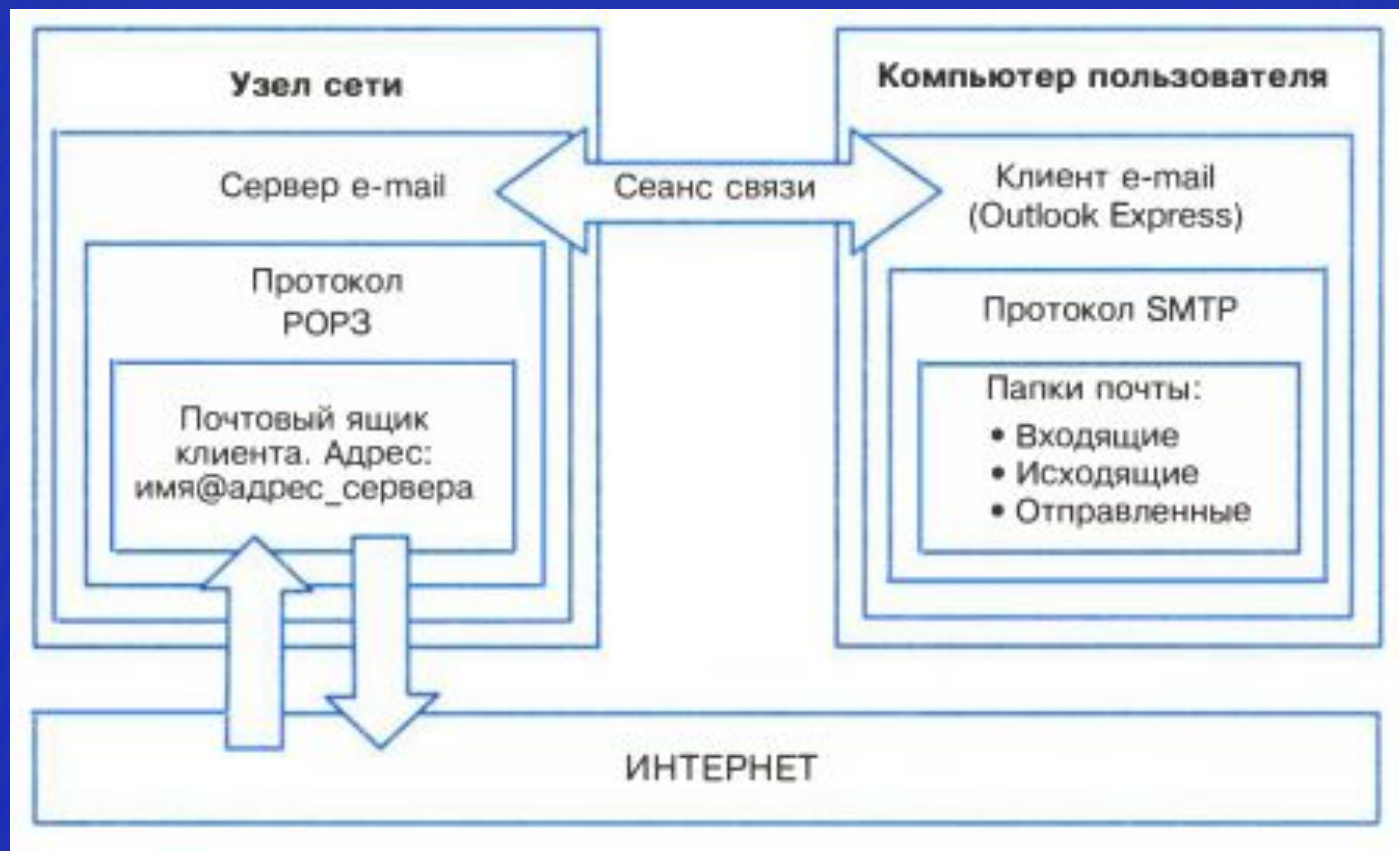 Узел сети
Сервер e-mail
Протокол
РОРЗ
Почтовый ящик
клиента. Адрес:
имя@адрес_сервера
Сеанс связи
Компьютер пользователя
Клиент e-mail
(Outlook Express)
Протокол SMTP
Папки почты:
• Входящие
• Исходящие
• Отправленные
ИНТЕРНЕТ